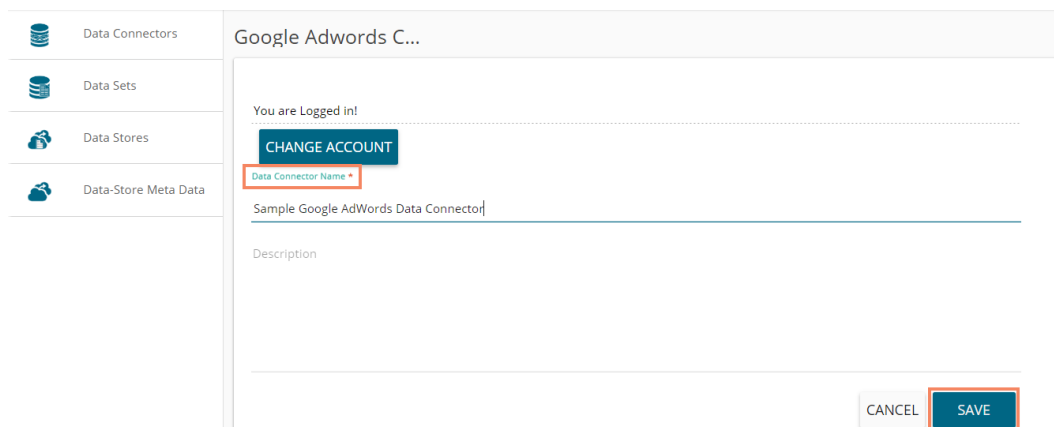 Data Connectors
Google Adwords C...
Data Sets
You are Logged in!
Data Stores
CHANGE ACCOUNT
Data Connector Name *
Data-Store Meta Data
Sample Google AdWords Data Connector
Description
CANCEL
SAVE